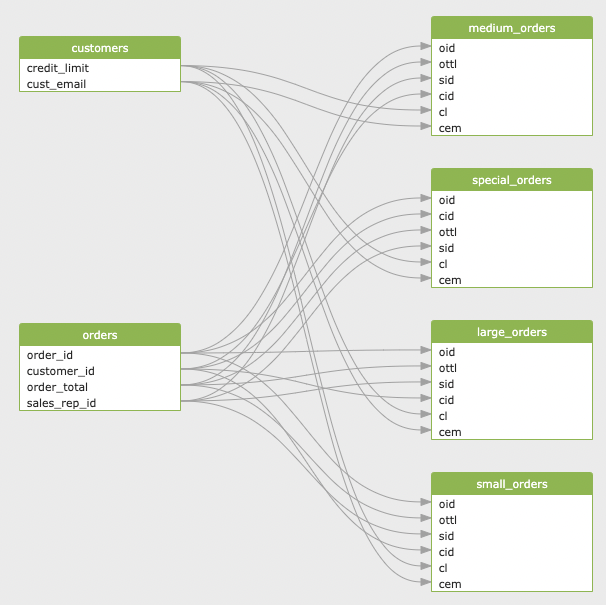 customers
credit_limit
cust_email
orders
order_id
customer_id
order_total
sales_rep_id
medium_orders
oid
ottl
sid
cid
cl
cem
special_orders
oid
cid
ottl
sid
cl
cem
large_orders
oid
ottl
sid
cid
cl
cem
small_orders
oid
ottl
sid
cid
cl
cem